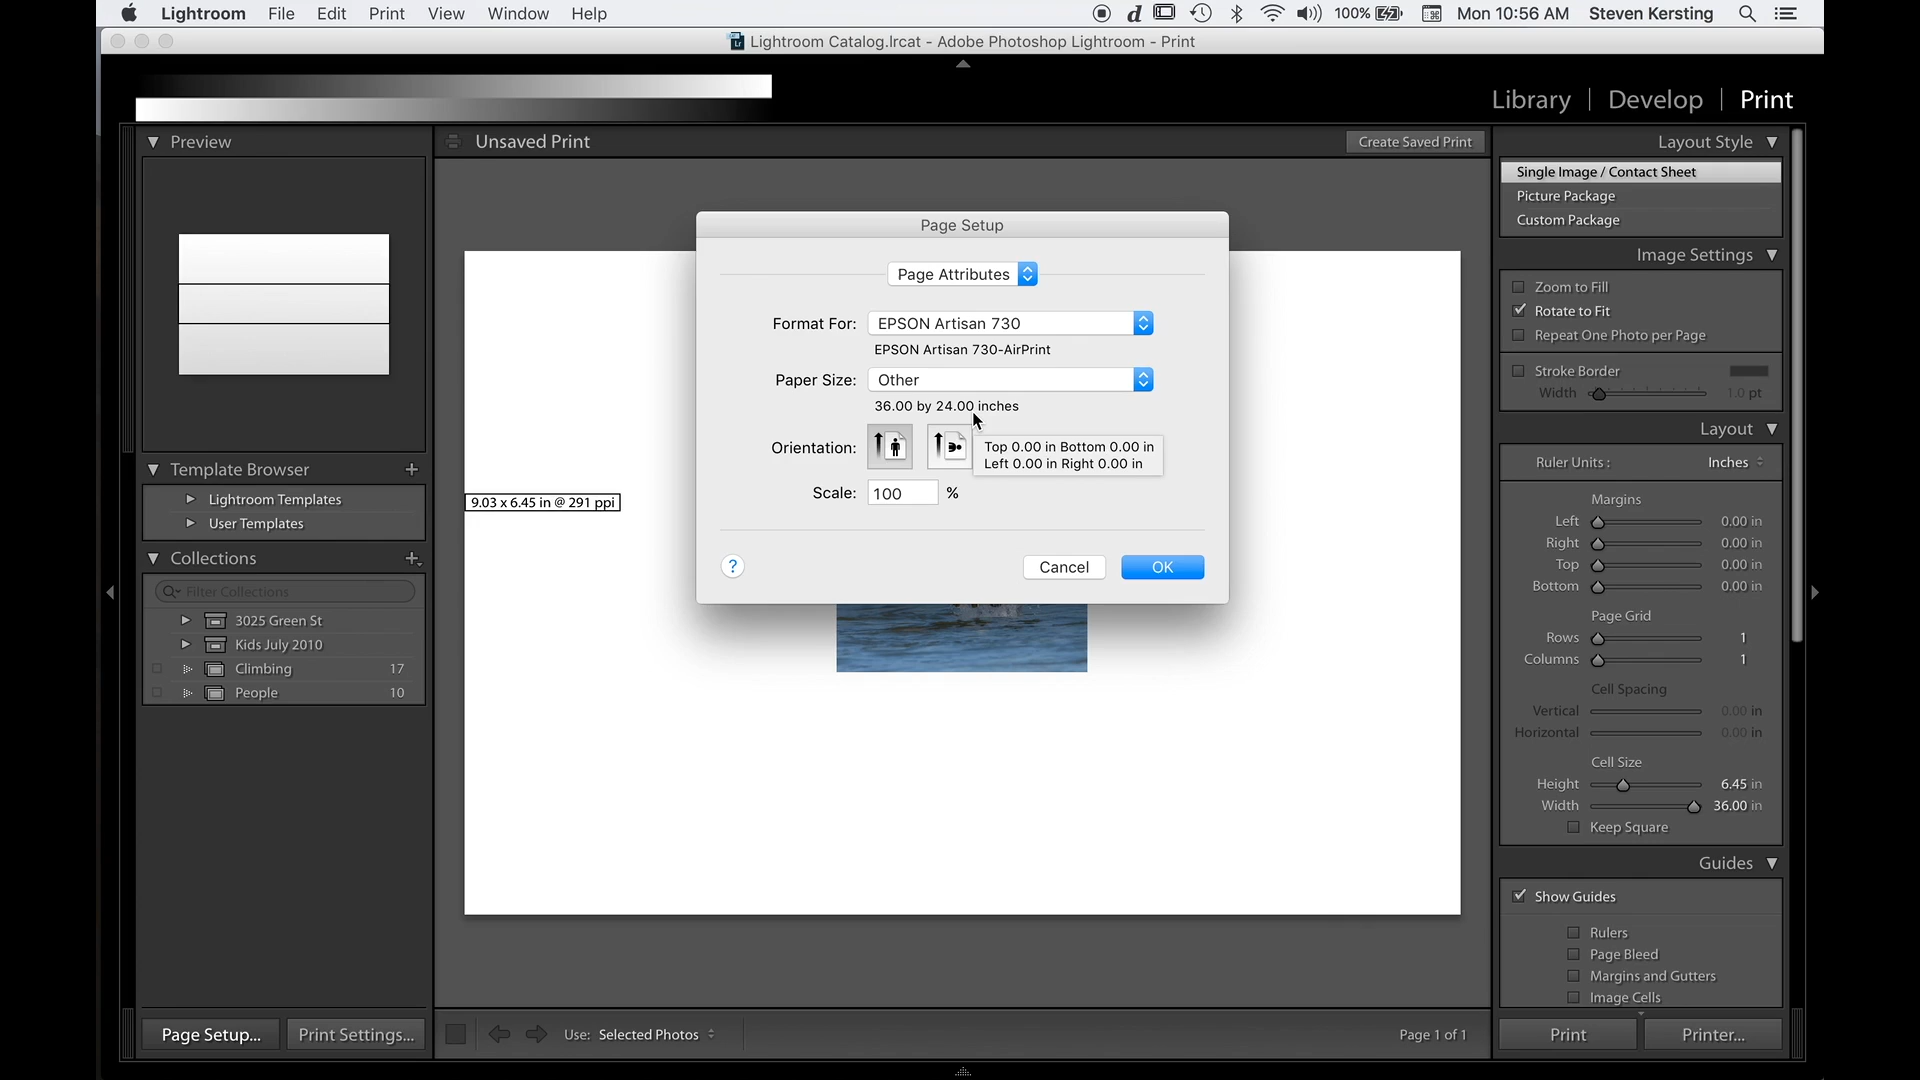 Lightroom File Edit Print View Window Help
d 100% Mon 10:56 AM Steven Kersting
Lr Lightroom Catalog.lrcat - Adobe Photoshop Lightroom - Print
Library | Develop | Print
Preview
Unsaved Print
Create Saved Print
Layout Style
Single Image / Contact Sheet
Picture Package
Custom Package
Image Settings
Zoom to Fill
Rotate to Fit
Repeat One Photo per Page
Stroke Border
Width 1.0 pt
Layout
Ruler Units : Inches
Margins
Left 0.00 in
Right 0.00 in
Top 0.00 in
Bottom 0.00 in
Page Grid
Rows 1
Columns 1
Cell Spacing
Vertical 0.00 in
Horizontal 0.00 in
Cell Size
Height 6.45 in
Width 36.00 in
Keep Square
Guides
Show Guides
Rulers
Page Bleed
Margins and Gutters
Image Cells
Print Printer...
Page Setup
Page Attributes
Format For: EPSON Artisan 730
EPSON Artisan 730-AirPrint
Paper Size: Other
36.00 by 24.00 inches
Orientation:
Top 0.00 in Bottom 0.00 in
Left 0.00 in Right 0.00 in
Scale: 100 %
? Cancel OK
9.03 x 6.45 in @ 291 ppi
Template Browser +
Lightroom Templates
User Templates
Collections +
Filter Collections
3025 Green St
Kids July 2010
Climbing 17
People 10
Page Setup... Print Settings...
Use: Selected Photos
Page 1 of 1